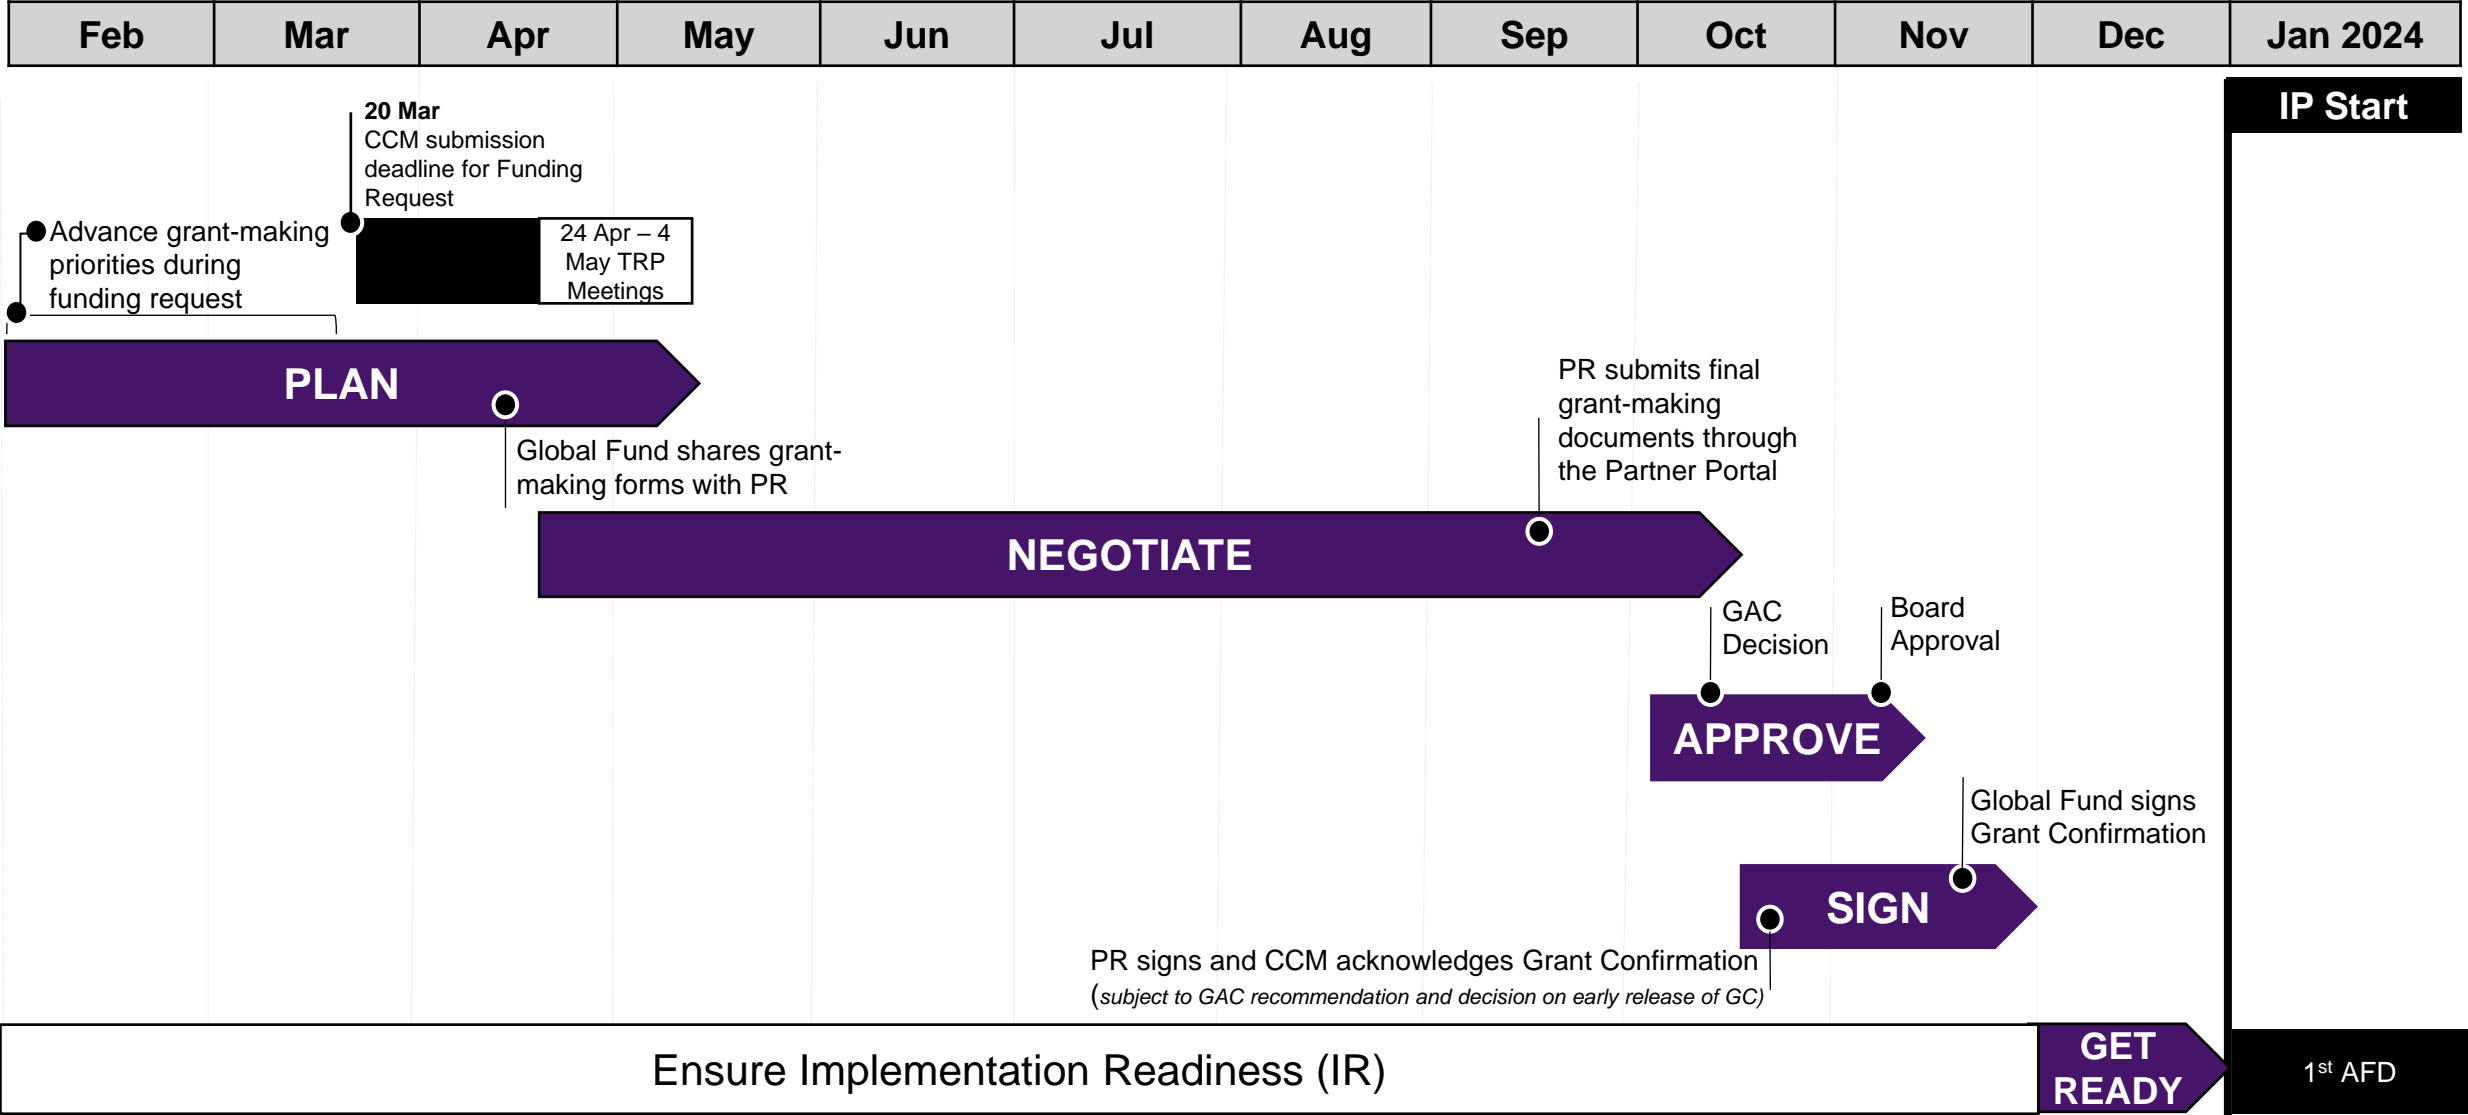 Feb Mar Apr May Jun Jul Aug Sep Oct Nov Dec Jan 2024
IP Start
20 Mar
CCM submission
deadline for Funding
Request
Advance grant-making
priorities during
funding request
24 Apr – 4
May TRP
Meetings
PLAN
Global Fund shares grant-
making forms with PR
PR submits final
grant-making
documents through
the Partner Portal
NEGOTIATE
GAC
Decision
Board
Approval
APPROVE
Global Fund signs
Grant Confirmation
SIGN
PR signs and CCM acknowledges Grant Confirmation
(subject to GAC recommendation and decision on early release of GC)
Ensure Implementation Readiness (IR)
GET
READY
1st AFD